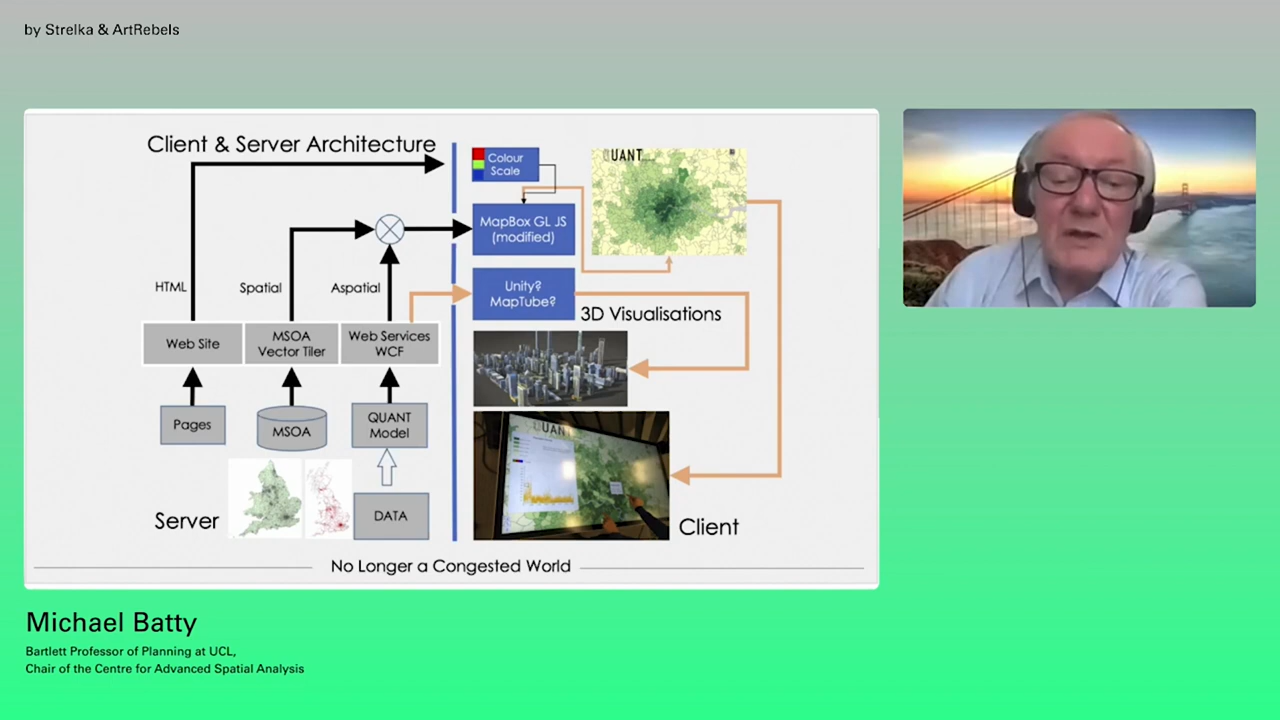 by Strelka & ArtRebels
Client & Server Architecture
Colour
Scale
QUANT
MapBox GL JS
(modified)
HTML
Spatial
Aspatial
Unity?
MapTube?
3D Visualisations
Web Site
MSOA
Vector Tiler
Web Services
WCF
Pages
MSOA
QUANT
Model
QUANT
Server
DATA
Client
No Longer a Congested World
Michael Batty
Bartlett Professor of Planning at UCL,
Chair of the Centre for Advanced Spatial Analysis